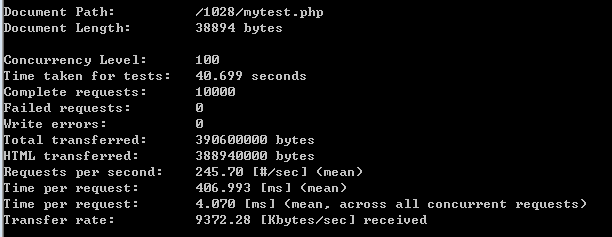 Document Path:          /1028/mytest.php
Document Length:        38894 bytes

Concurrency Level:      100
Time taken for tests:   40.699 seconds
Complete requests:      10000
Failed requests:        0
Write errors:           0
Total transferred:      390600000 bytes
HTML transferred:       388940000 bytes
Requests per second:    245.70 [#/sec] (mean)
Time per request:       406.993 [ms] (mean)
Time per request:       4.070 [ms] (mean, across all concurrent requests)
Transfer rate:          9372.28 [Kbytes/sec] received